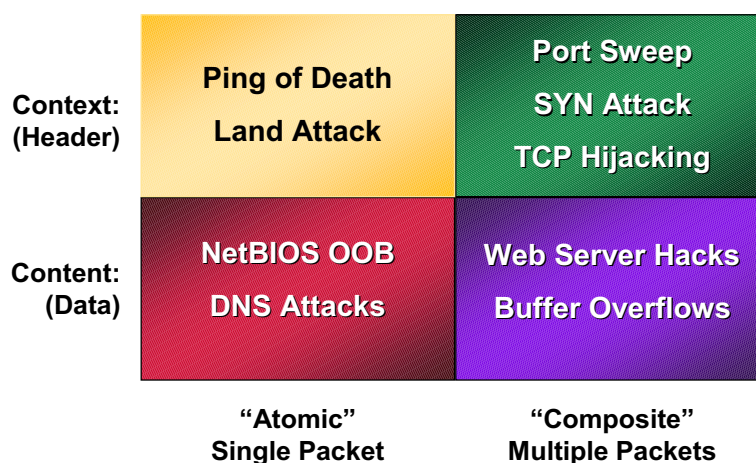 Context:
(Header)
Ping of Death
Land Attack
Port Sweep
SYN Attack
TCP Hijacking
Content:
(Data)
NetBIOS OOB
DNS Attacks
Web Server Hacks
Buffer Overflows
“Atomic”
Single Packet
“Composite”
Multiple Packets